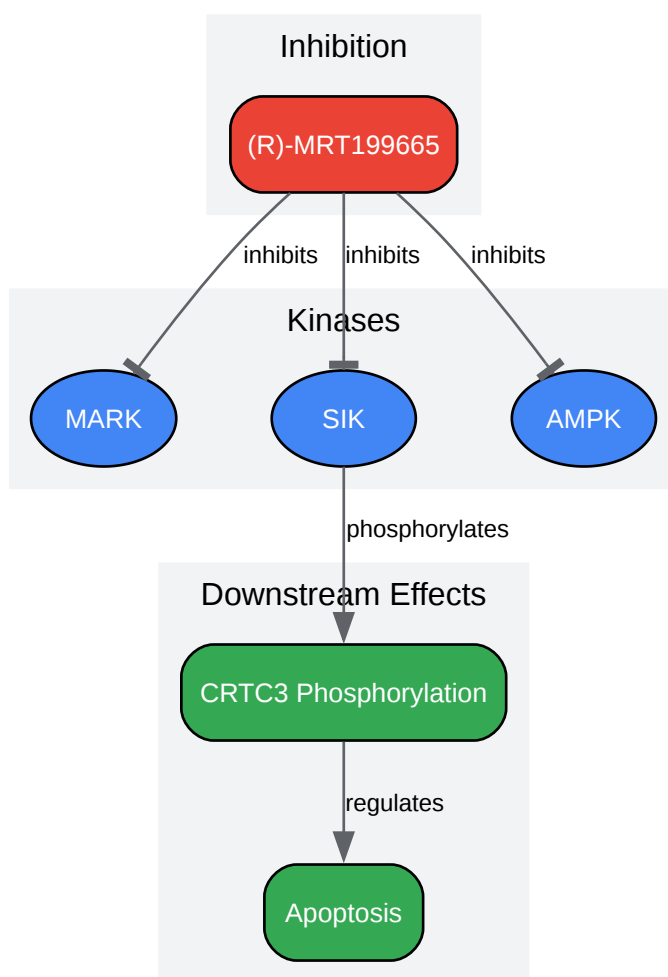 Inhibition
(R)-MRT199665
inhibits
inhibits
inhibits
Kinases
MARK
SIK
AMPK
phosphorylates
Downstream Effects
CRTC3 Phosphorylation
regulates
Apoptosis